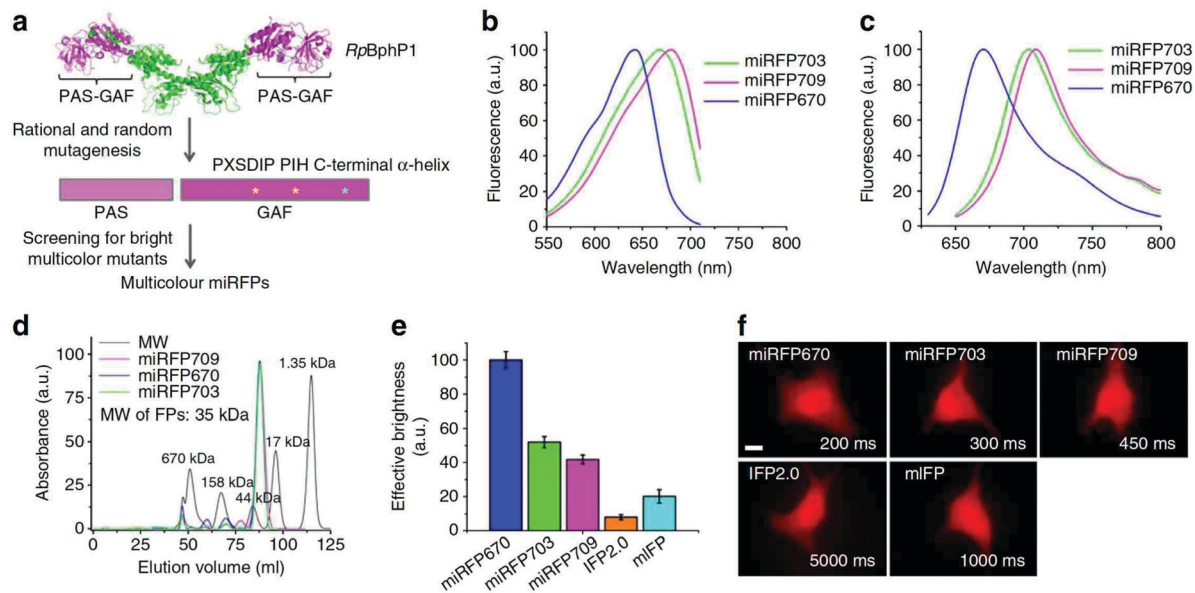 a
RpBphP1
PAS-GAF
PAS-GAF
Rational and random
mutagenesis
PXSDIP PIH C-terminal α-helix
* * *
PAS
GAF
Screening for bright
multicolor mutants
Multicolour miRFPs
b
Fluorescence (a.u.)
100
80
60
40
20
0
miRFP703
miRFP709
miRFP670
550 600 650 700 750 800
Wavelength (nm)
c
Fluorescence (a.u.)
100
80
60
40
20
0
miRFP703
miRFP709
miRFP670
650 700 750 800
Wavelength (nm)
d
Absorbance (a.u.)
100
75
50
25
0
MW
miRFP709
miRFP670
miRFP703
MW of FPs: 35 kDa
1.35 kDa
670 kDa
158 kDa
44 kDa
17 kDa
0 25 50 75 100 125
Elution volume (ml)
e
Effective brightness
(a.u.)
100
80
60
40
20
0
miRFP670
miRFP703
miRFP709
IFP2.0
mIFP
f
miRFP670
200 ms
miRFP703
300 ms
miRFP709
450 ms
IFP2.0
5000 ms
mIFP
1000 ms